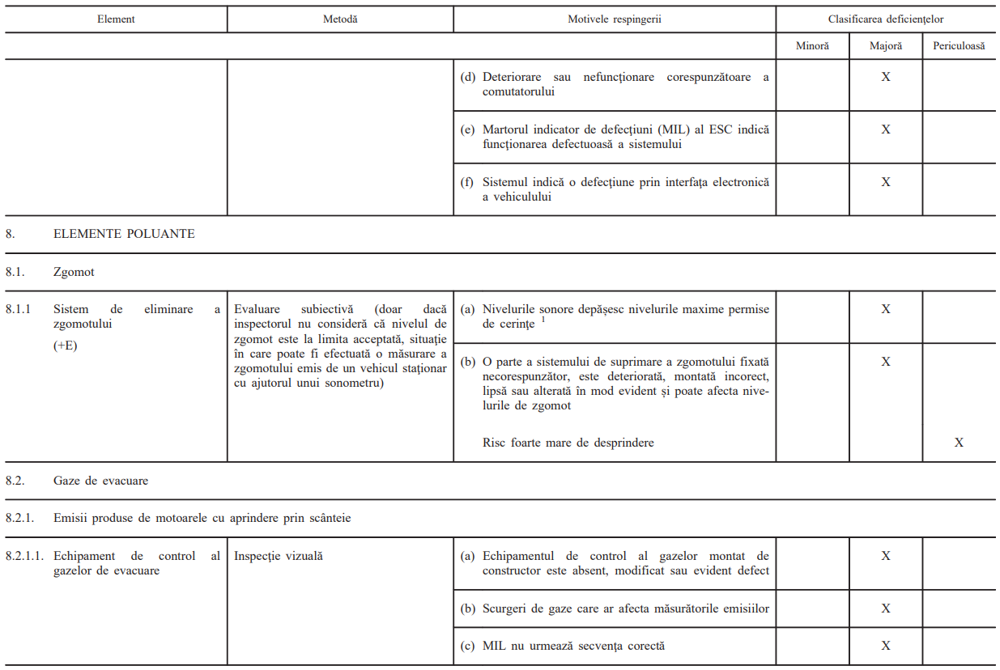 Element Metodă Motivele respingerii Clasificarea deficiențelor
Minoră Majoră Periculoasă
(d) Deteriorare sau nefuncționare corespunzătoare a X
comutatorului
(e) Martorul indicator de defecțiuni (MIL) al ESC indică X
funcționarea defectuoasă a sistemului
(f) Sistemul indică o defecțiune prin interfața electronică X
a vehiculului
8. ELEMENTE POLUANTE
8.1. Zgomot
8.1.1 Sistem de eliminare a Evaluare subiectivă (doar dacă (a) Nivelurile sonore depășesc nivelurile maxime permise X
zgomotului inspectorul nu consideră că nivelul de de cerințe 1
(+E) zgomot este la limita acceptată, situație
în care poate fi efectuată o măsurare a (b) O parte a sistemului de suprimare a zgomotului fixată X
zgomotului emis de un vehicul staționar necorespunzător, este deteriorată, montată incorect,
cu ajutorul unui sonometru) lipsă sau alterată în mod evident și poate afecta nive-
lurile de zgomot
Risc foarte mare de desprindere X
8.2. Gaze de evacuare
8.2.1. Emisii produse de motoarele cu aprindere prin scânteie
8.2.1.1. Echipament de control al Inspecție vizuală (a) Echipamentul de control al gazelor montat de X
gazelor de evacuare constructor este absent, modificat sau evident defect
(b) Scurgeri de gaze care ar afecta măsurătorile emisiilor X
(c) MIL nu urmează secvența corectă X